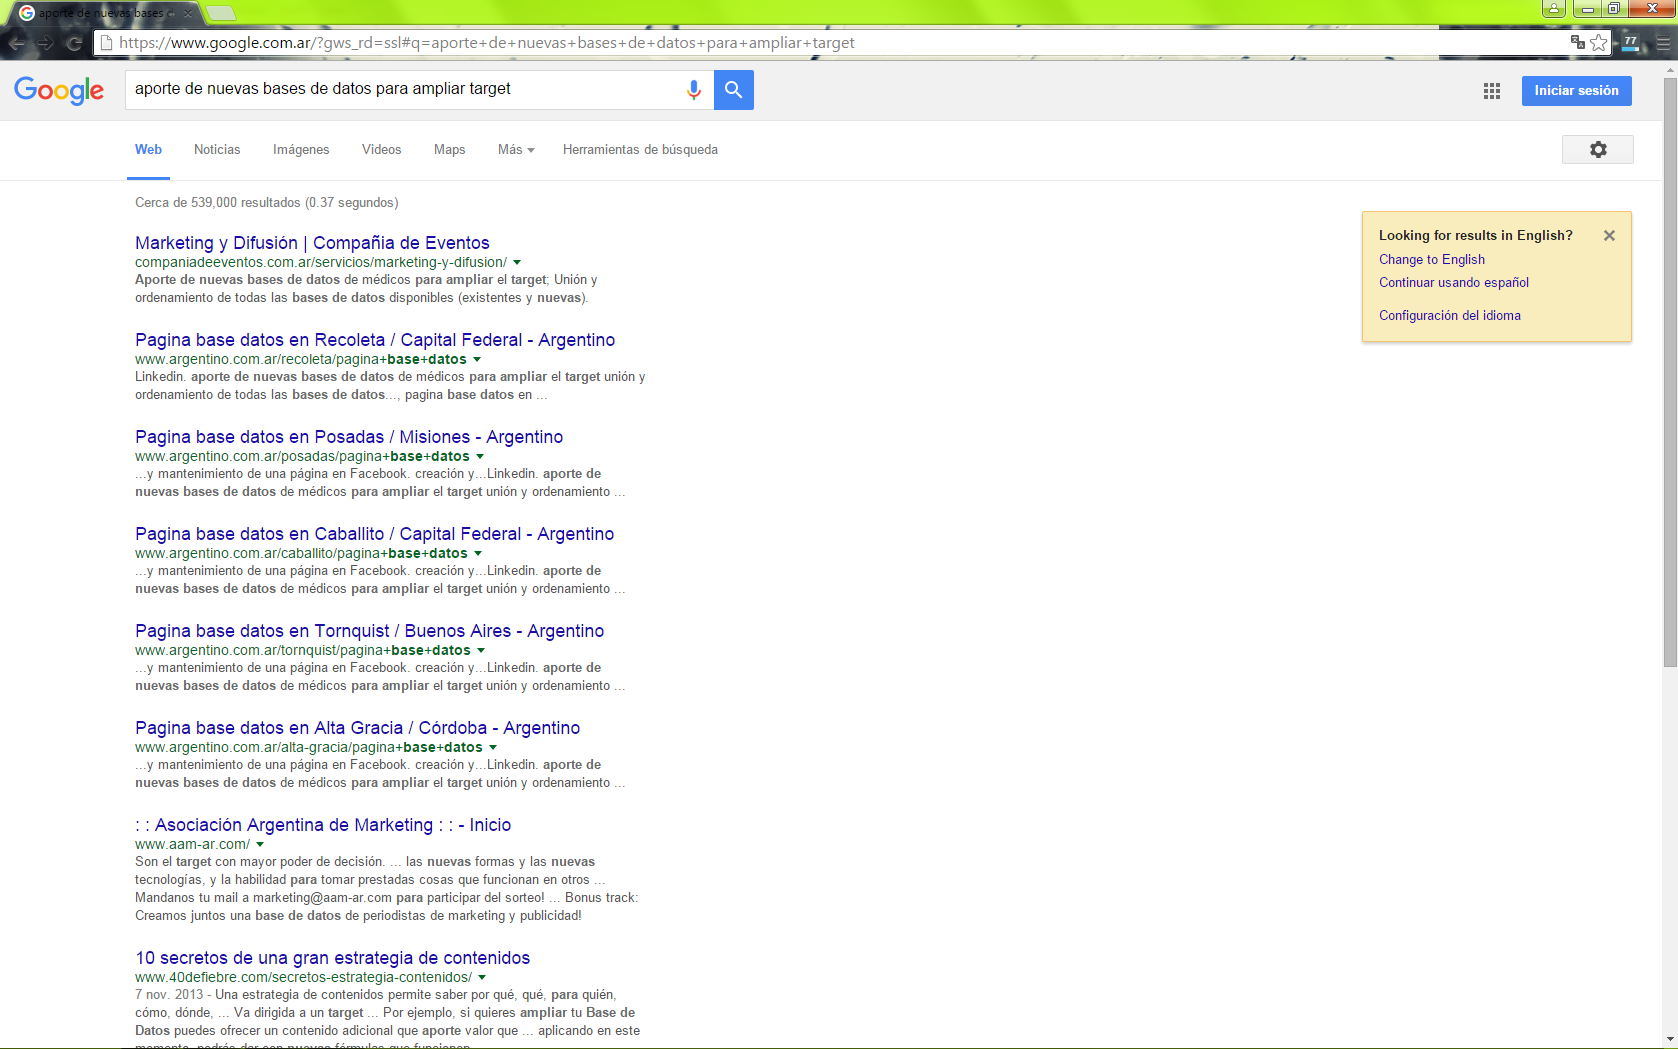 aporte de nuevas bases d
https://www.google.com.ar/?gws_rd=ssl#q=aporte+de+nuevas+bases+de+datos+para+ampliar+target
77
Google
aporte de nuevas bases de datos para ampliar target
Iniciar sesión
Web Noticias Imágenes Videos Maps Más Herramientas de búsqueda
Cerca de 539,000 resultados (0.37 segundos)
Marketing y Difusión | Compañia de Eventos
companiadeeventos.com.ar/servicios/marketing-y-difusion/
Aporte de nuevas bases de datos de médicos para ampliar el target; Unión y
ordenamiento de todas las bases de datos disponibles (existentes y nuevas).
Pagina base datos en Recoleta / Capital Federal - Argentino
www.argentino.com.ar/recoleta/pagina+base+datos
Linkedin. aporte de nuevas bases de datos de médicos para ampliar el target unión y
ordenamiento de todas las bases de datos..., pagina base datos en ...
Pagina base datos en Posadas / Misiones - Argentino
www.argentino.com.ar/posadas/pagina+base+datos
...y mantenimiento de una página en Facebook. creación y...Linkedin. aporte de
nuevas bases de datos de médicos para ampliar el target unión y ordenamiento ...
Pagina base datos en Caballito / Capital Federal - Argentino
www.argentino.com.ar/caballito/pagina+base+datos
...y mantenimiento de una página en Facebook. creación y...Linkedin. aporte de
nuevas bases de datos de médicos para ampliar el target unión y ordenamiento ...
Pagina base datos en Tornquist / Buenos Aires - Argentino
www.argentino.com.ar/tornquist/pagina+base+datos
...y mantenimiento de una página en Facebook. creación y...Linkedin. aporte de
nuevas bases de datos de médicos para ampliar el target unión y ordenamiento ...
Pagina base datos en Alta Gracia / Córdoba - Argentino
www.argentino.com.ar/alta-gracia/pagina+base+datos
...y mantenimiento de una página en Facebook. creación y...Linkedin. aporte de
nuevas bases de datos de médicos para ampliar el target unión y ordenamiento ...
: : Asociación Argentina de Marketing : : - Inicio
www.aam-ar.com/
Son el target con mayor poder de decisión. ... las nuevas formas y las nuevas
tecnologías, y la habilidad para tomar prestadas cosas que funcionan en otros ...
Mandanos tu mail a marketing@aam-ar.com para participar del sorteo! ... Bonus track:
Creamos juntos una base de datos de periodistas de marketing y publicidad!
10 secretos de una gran estrategia de contenidos
www.40defiebre.com/secretos-estrategia-contenidos/
7 nov. 2013 - Una estrategia de contenidos permite saber por qué, qué, para quién,
cómo, dónde, ... Va dirigida a un target ... Por ejemplo, si quieres ampliar tu Base de
Datos puedes ofrecer un contenido adicional que aporte valor que ... aplicando en este
momento, podrás dar con nuevas fórmulas que funcionen
Looking for results in English?
Change to English
Continuar usando español
Configuración del idioma